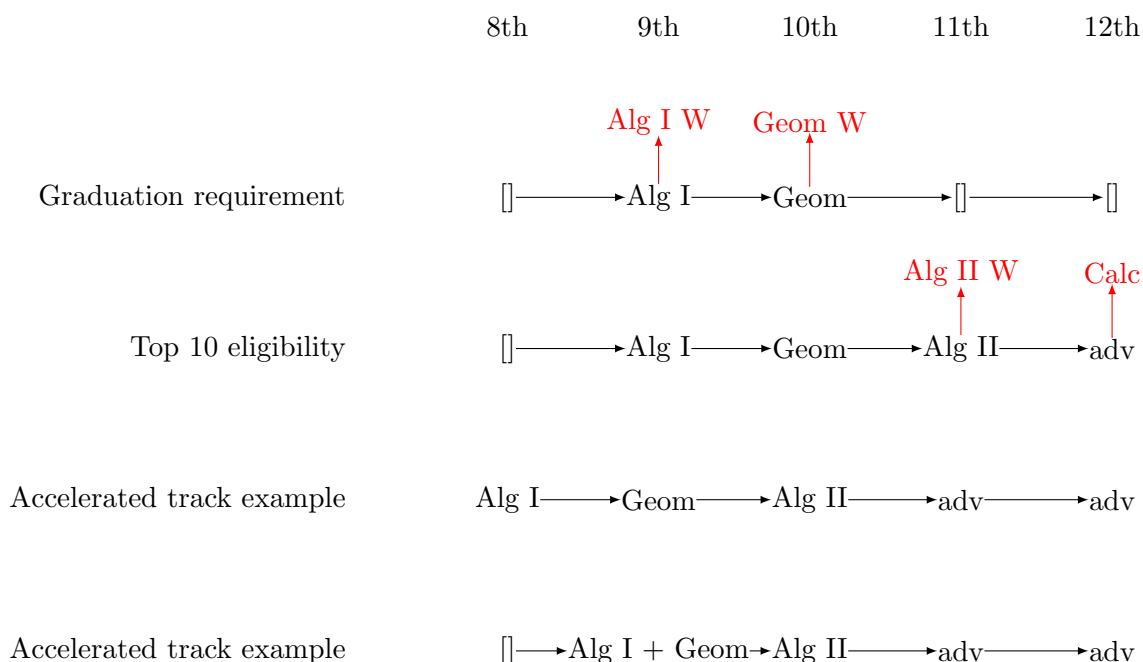 8th 9th 10th 11th 12th
Alg I W Geom W
Graduation requirement [] Alg I Geom [] []
Alg II W Calc
Top 10 eligibility [] Alg I Geom Alg II adv
Accelerated track example Alg I Geom Alg II adv adv
Accelerated track example [] Alg I + Geom Alg II adv adv